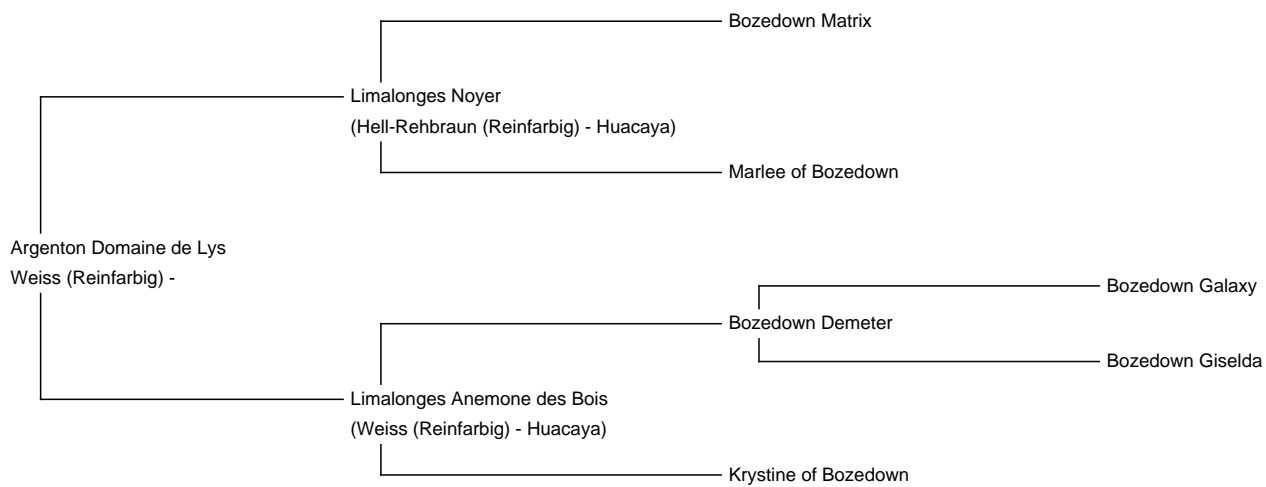 Bozedown Matrix
Limalonges Noyer
(Hell-Rehbraun (Reinfarbig) - Huacaya)
Marlee of Bozedown
Argenton Domaine de Lys
Weiss (Reinfarbig) -
Bozedown Galaxy
Bozedown Demeter
Bozedown Giselda
Limalonges Anemone des Bois
(Weiss (Reinfarbig) - Huacaya)
Krystine of Bozedown